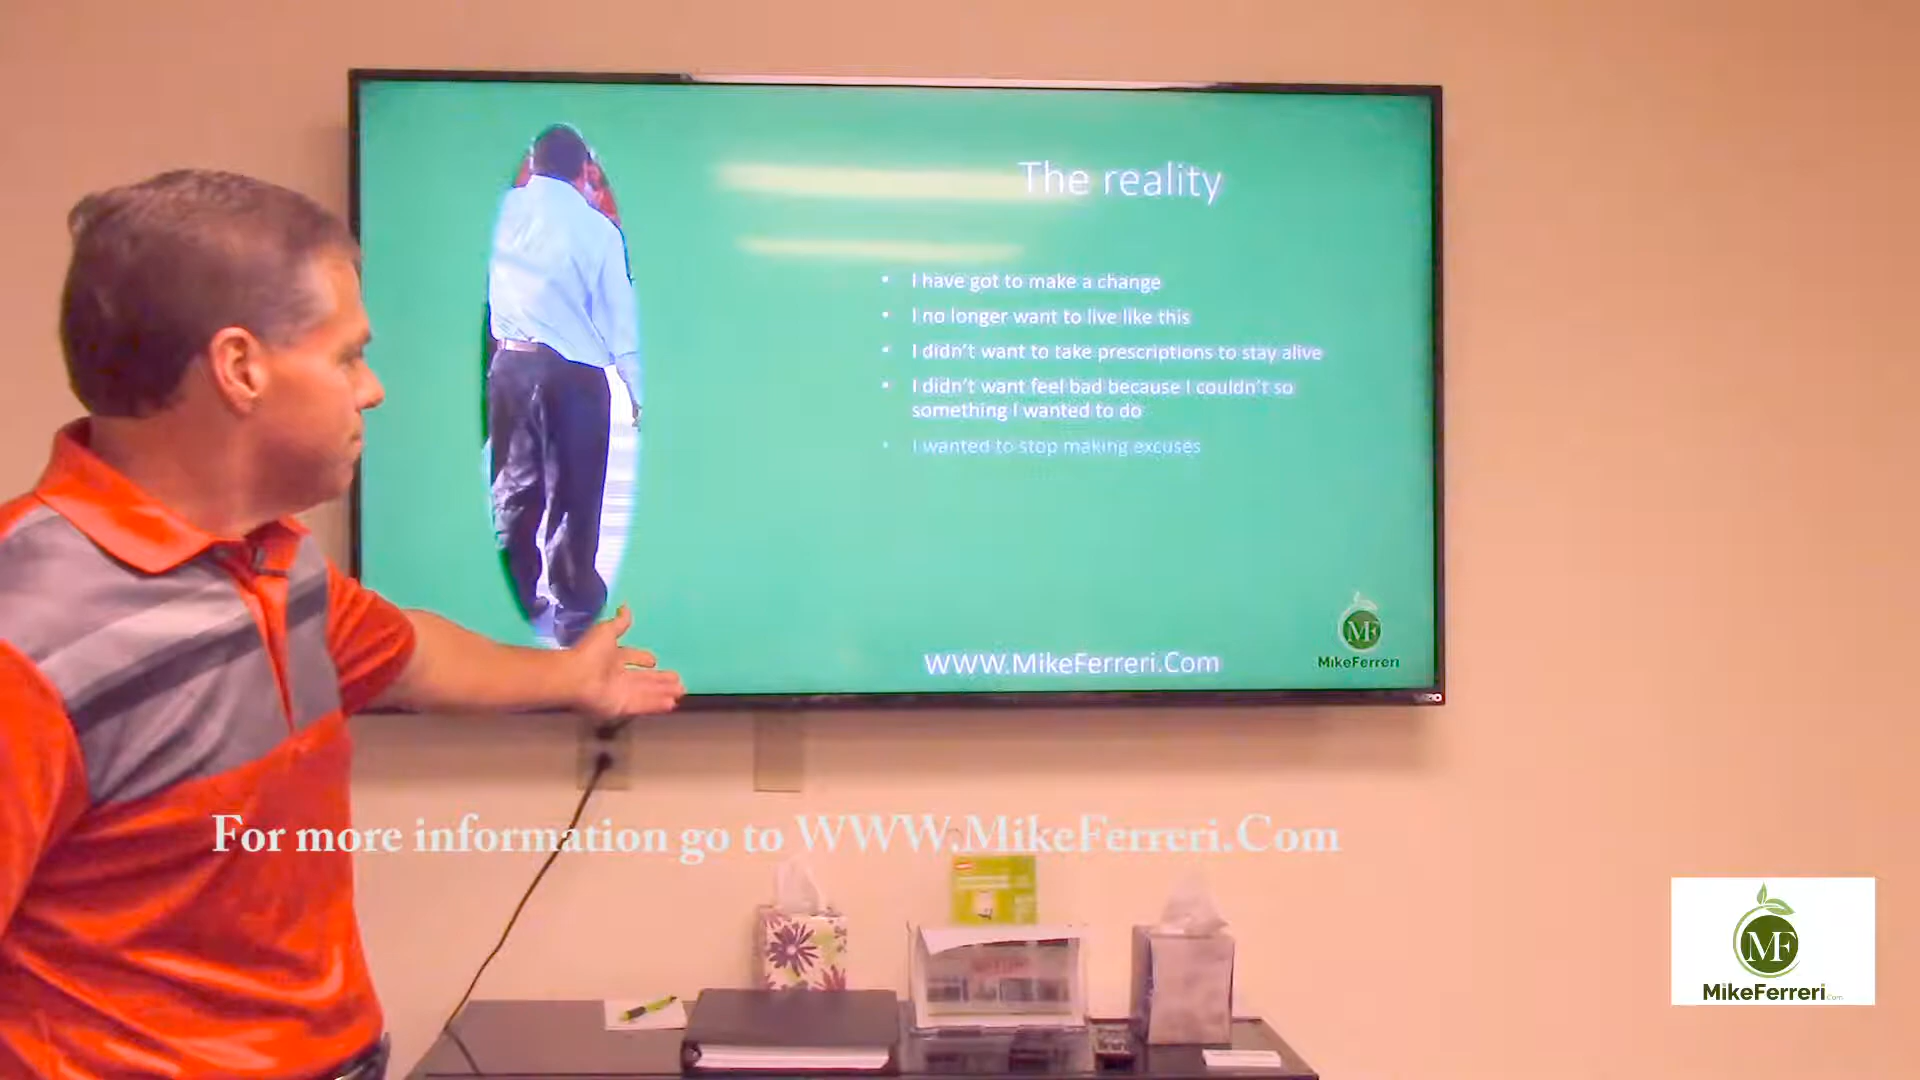 The reality
• I have got to make a change
• I no longer want to live like this
• I didn't want to take prescriptions to stay alive
• I didn't want feel bad because I couldn't so
something I wanted to do
• I wanted to stop making excuses
MF
MikeFerreri
WWW.MikeFerreri.Com
VIZIO
For more information go to WWW.MikeFerreri.Com
MF
MikeFerreri.Com